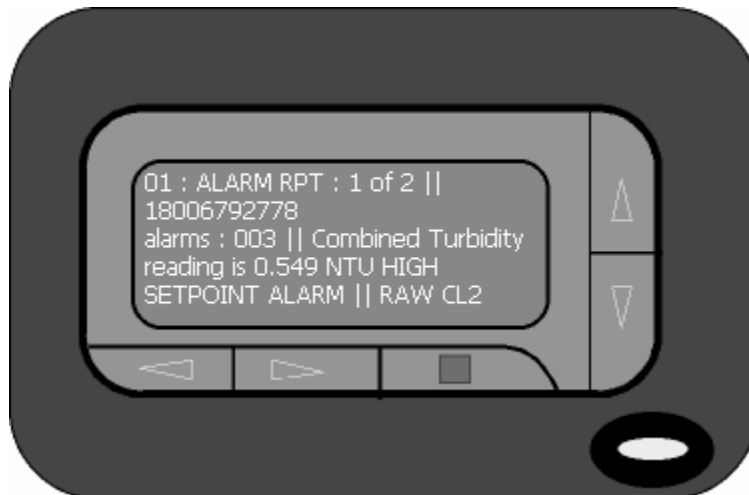 01 : ALARM RPT : 1 of 2 ||
18006792778
alarms : 003 || Combined Turbidity
reading is 0.549 NTU HIGH
SETPOINT ALARM || RAW CL2